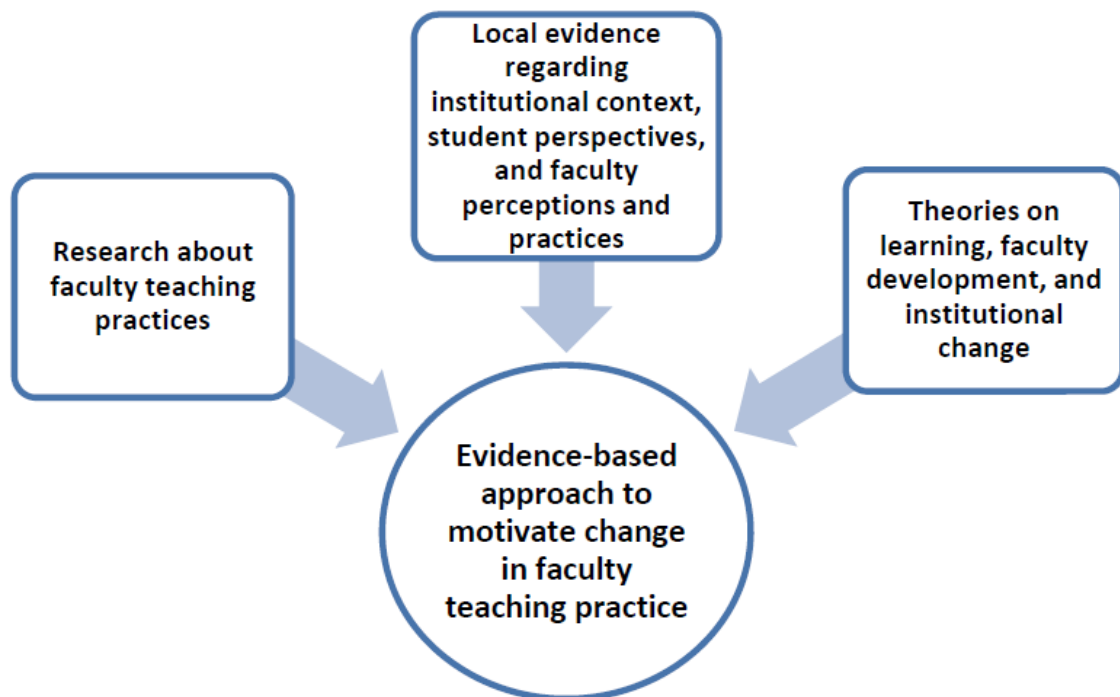 Local evidence
regarding
institutional context,
student perspectives,
and faculty
perceptions and
practices
Research about
faculty teaching
practices
Theories on
learning, faculty
development, and
institutional
change
Evidence-based
approach to
motivate change
in faculty
teaching practice